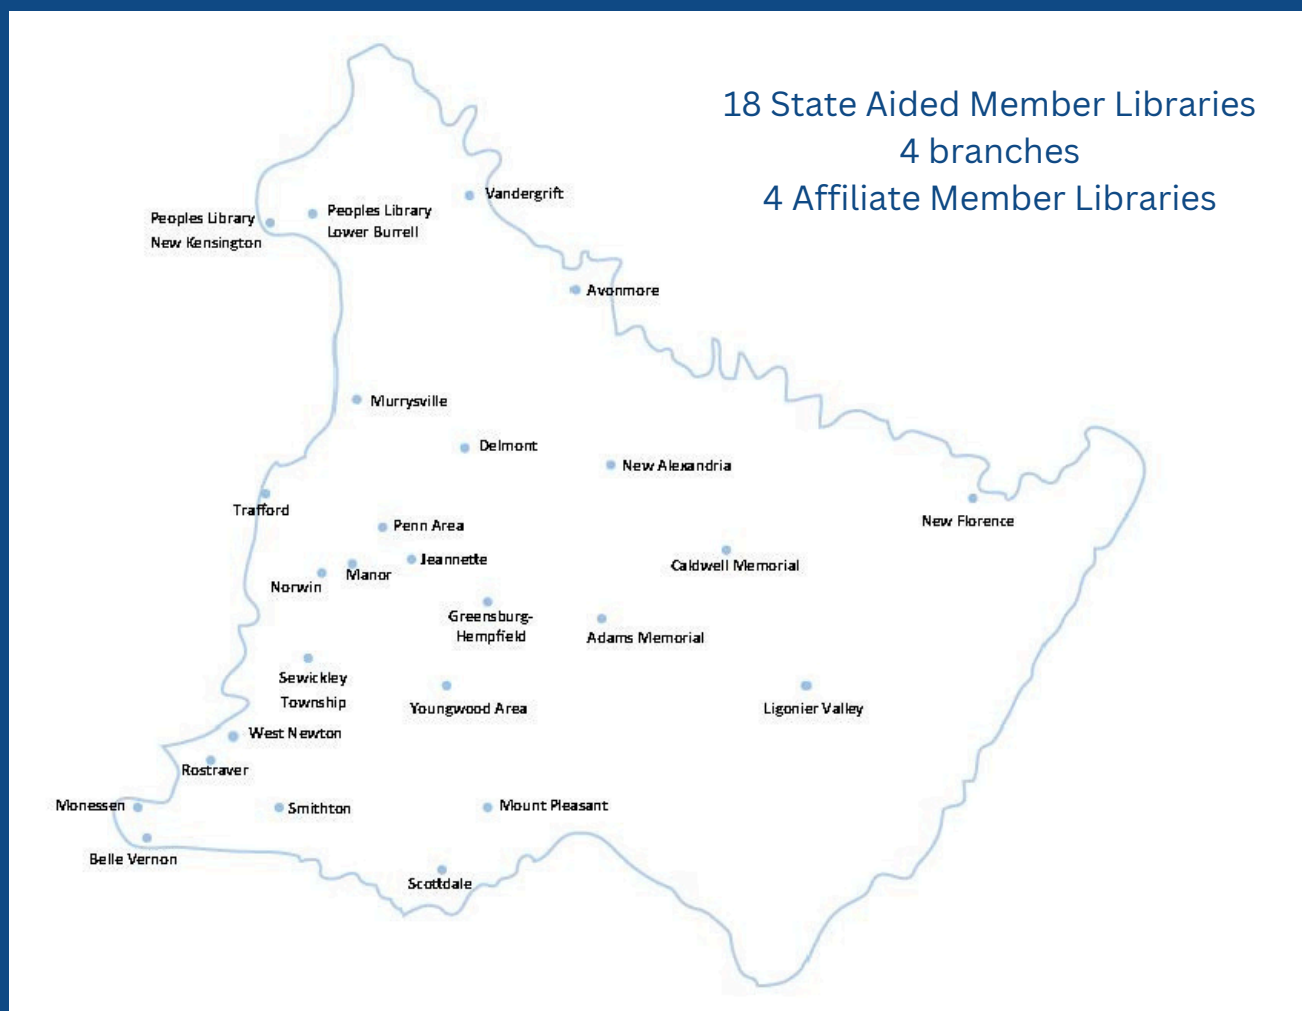 18 State Aided Member Libraries
4 branches
4 Affiliate Member Libraries
Vandergrift
Peoples Library
New Kensington
Peoples Library
Lower Burrell
Avonmore
Murrysville
Delmont
New Alexandria
Trafford
New Florence
Penn Area
Jeannette
Caldwell Memorial
Manor
Norwin
Greensburg-
Hempfield
Adams Memorial
Sewickley
Township
Youngwood Area
Ligonier Valley
West Newton
Rostraver
Monessen
Smithton
Mount Pleasant
Belle Vernon
Scottdale